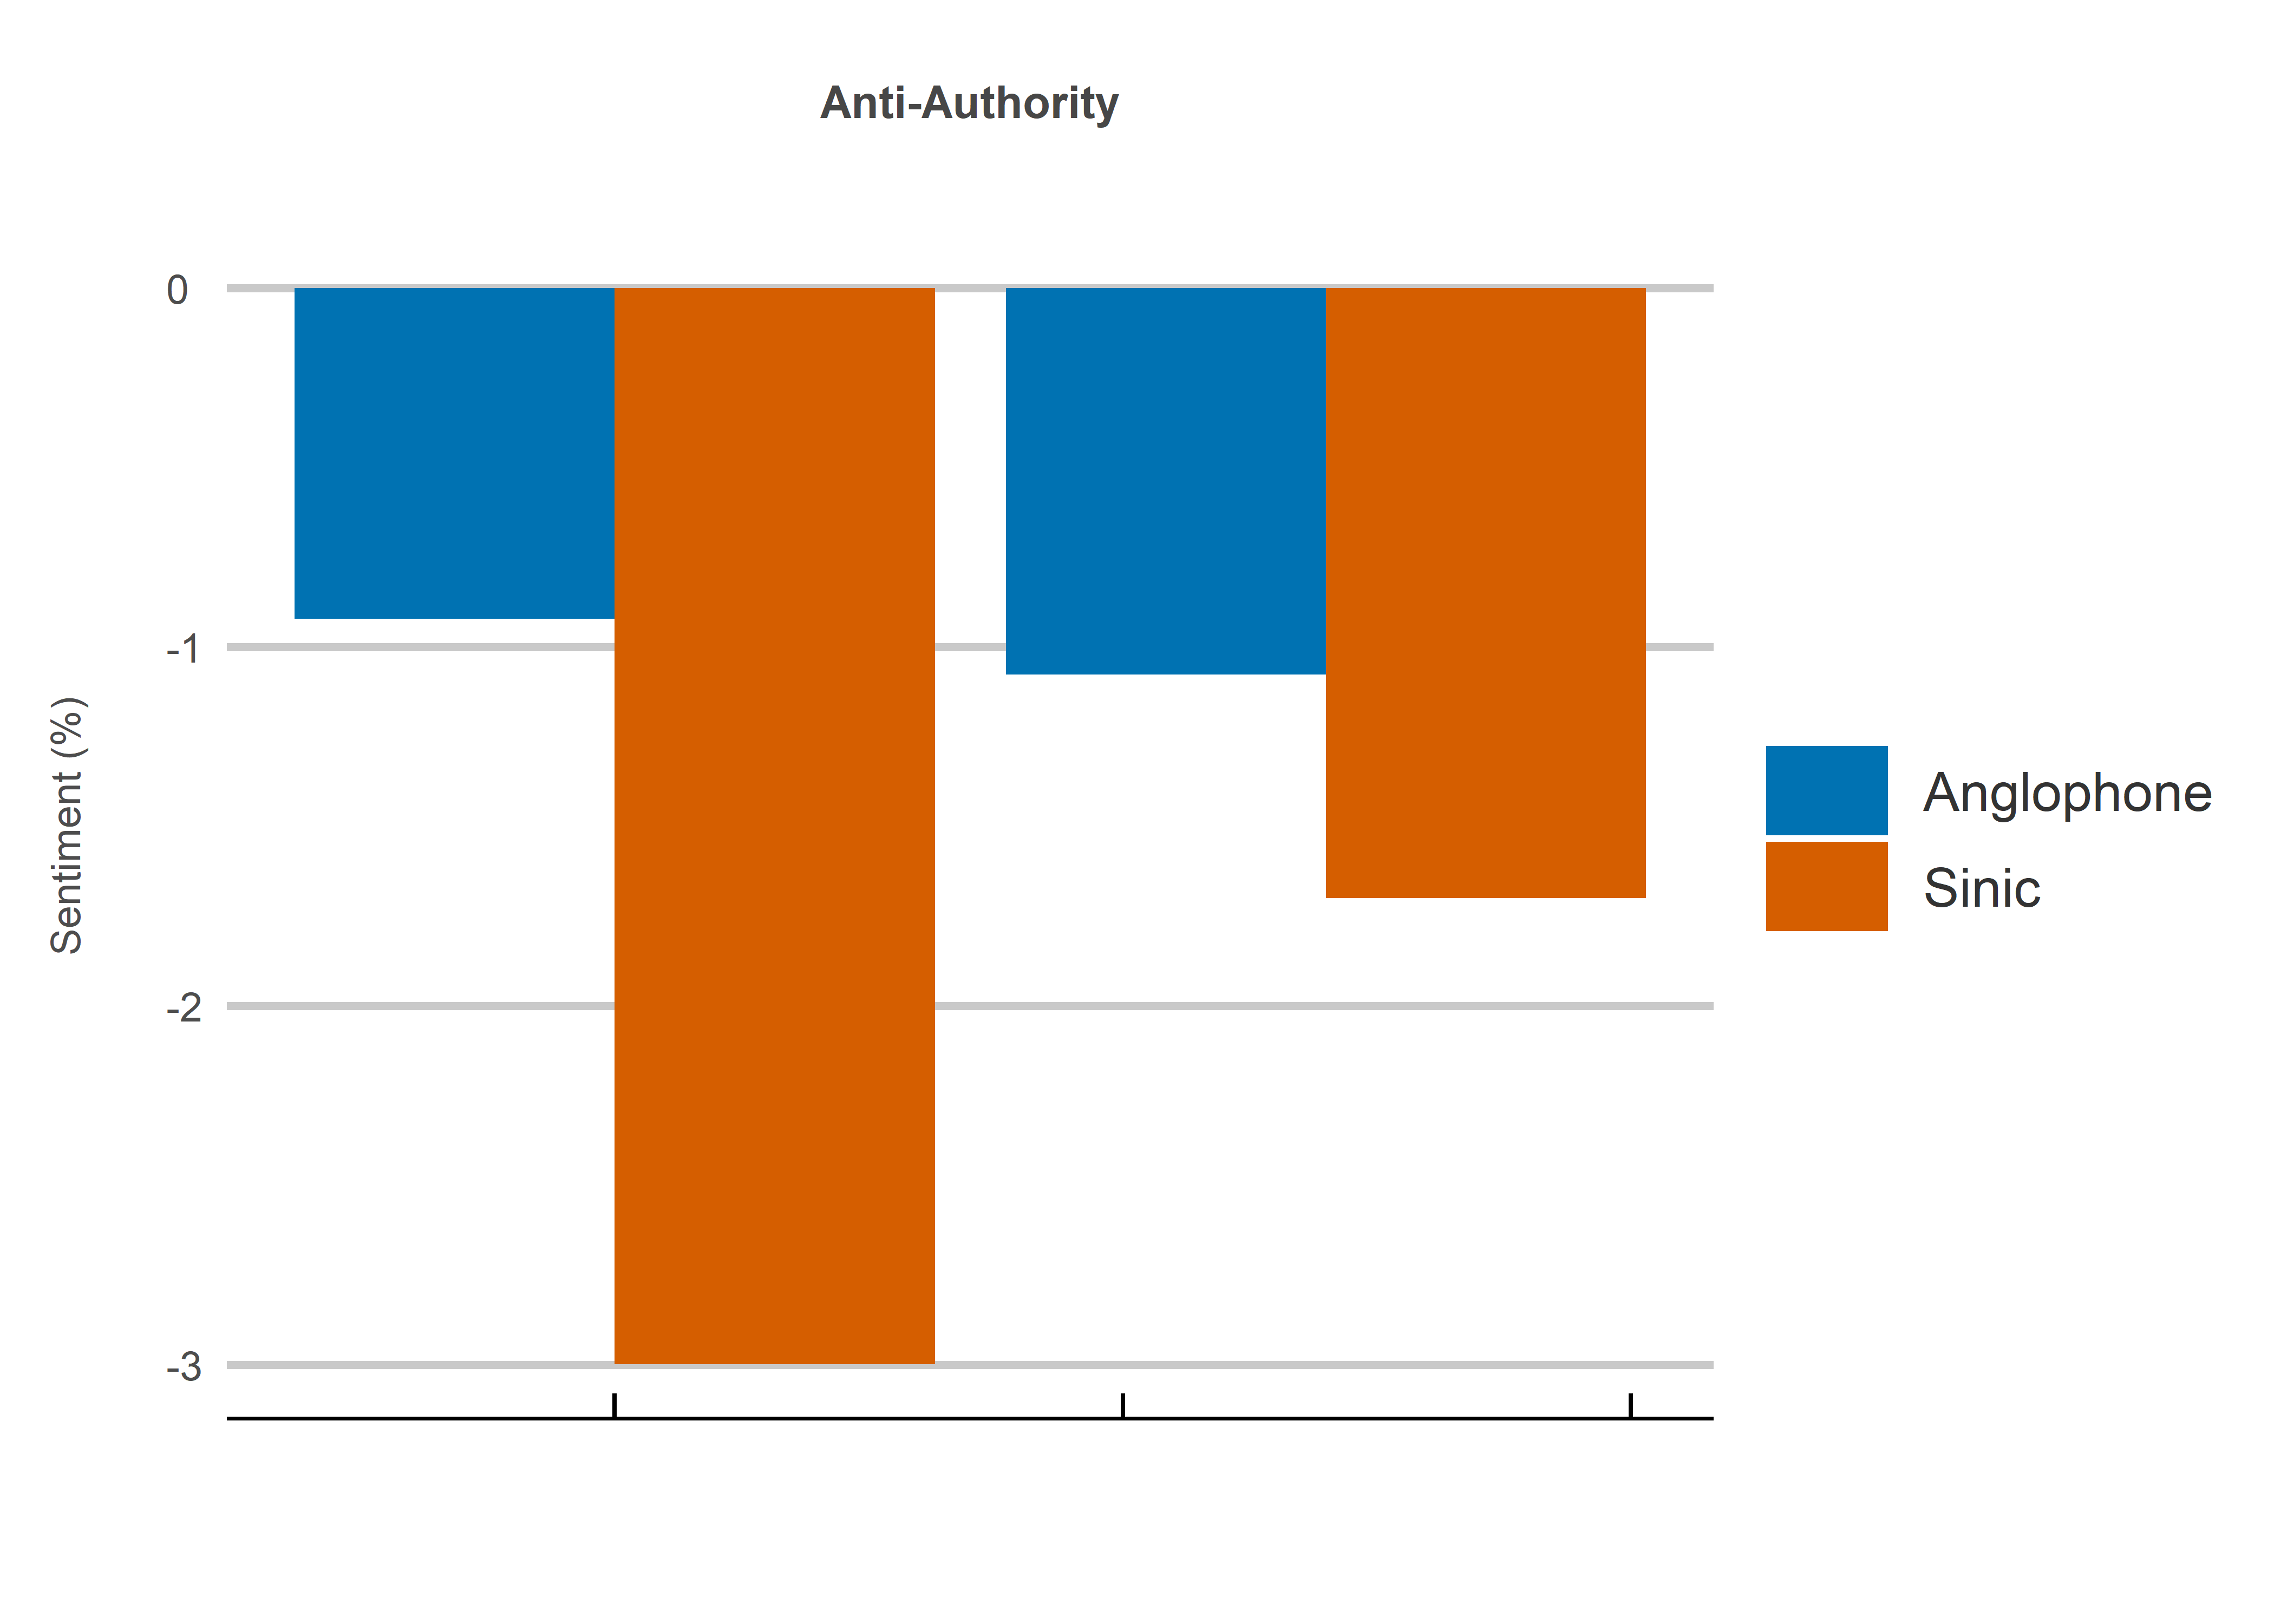 Anti-Authority
0
-1
-2
-3
Sentiment (%)
Anglophone
Sinic